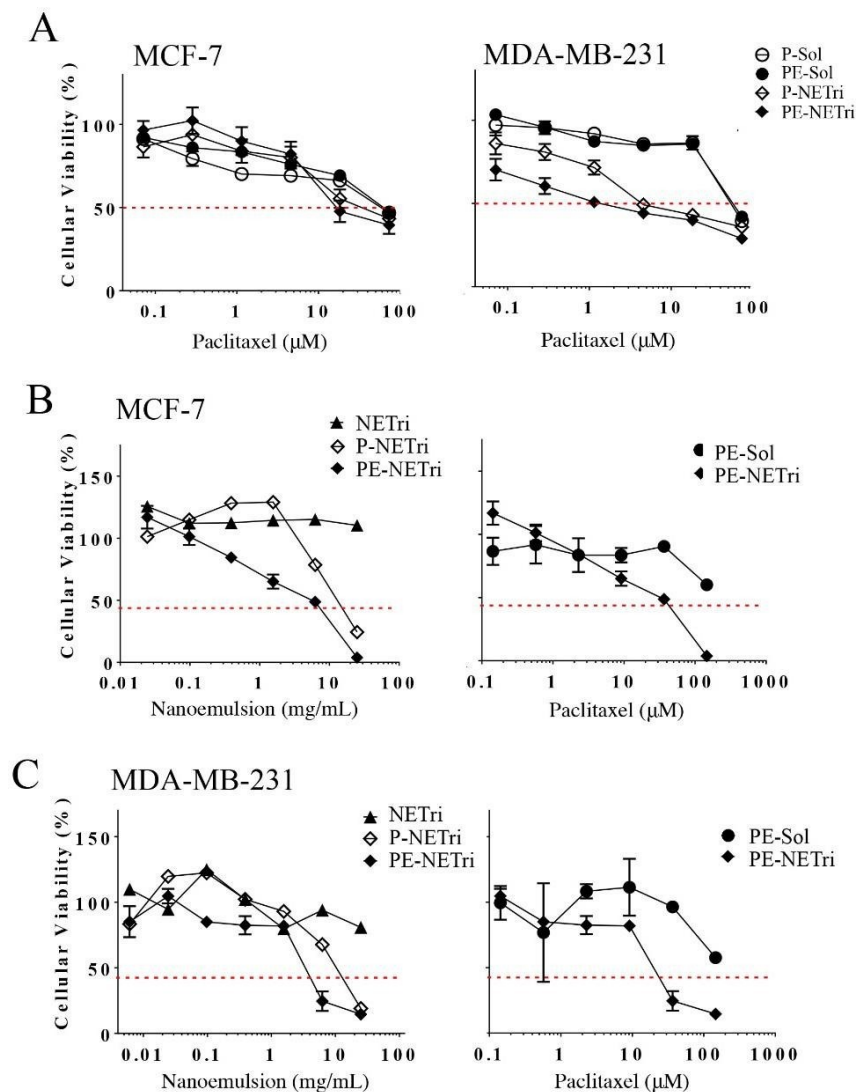 A
MCF-7
MDA-MB-231
P-Sol
PE-Sol
P-NETri
PE-NETri
Cellular Viability (%)
100
50
0
0.1 1 10 100
Paclitaxel (µM)
0.1 1 10 100
Paclitaxel (µM)
B
MCF-7
NETri
P-NETri
PE-NETri
PE-Sol
PE-NETri
Cellular Viability (%)
150
100
50
0
0.01 0.1 1 10 100
Nanoemulsion (mg/mL)
0.1 1 10 100 1000
Paclitaxel (µM)
C
MDA-MB-231
NETri
P-NETri
PE-NETri
PE-Sol
PE-NETri
Cellular Viability (%)
150
100
50
0
0.01 0.1 1 10 100
Nanoemulsion (mg/mL)
0.1 1 10 100 1000
Paclitaxel (µM)